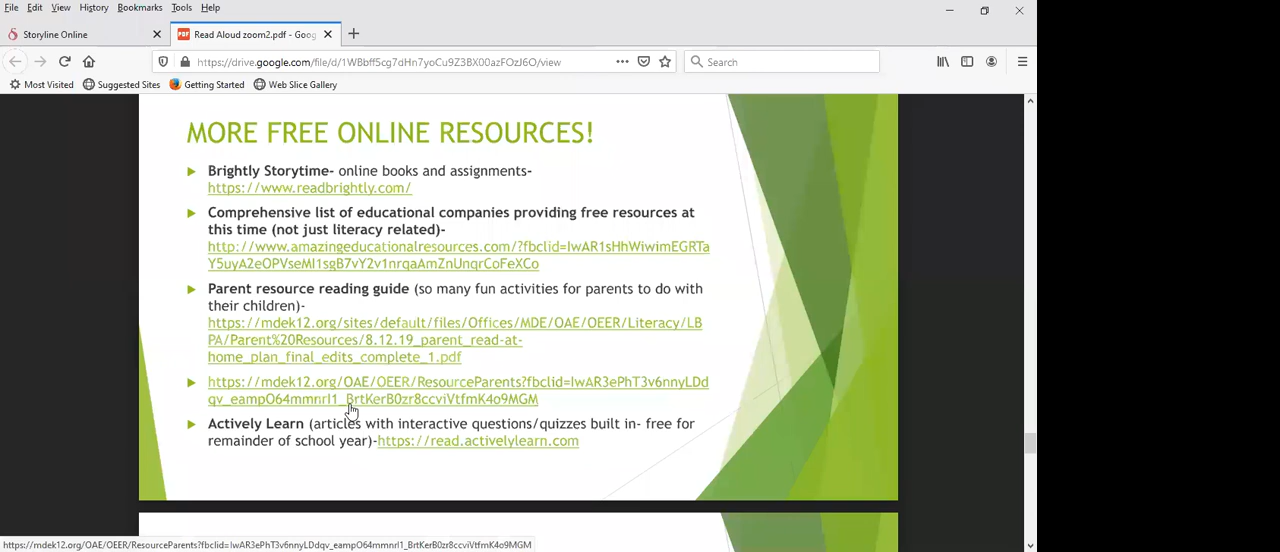 File Edit View History Bookmarks Tools Help
Storyline Online
Read Aloud zoom2.pdf - Goog
https://drive.google.com/file/d/1WBbff5cg7dHn7yoCu9Z3BX00azFOzJ6O/view
Search
Most Visited Suggested Sites Getting Started Web Slice Gallery
MORE FREE ONLINE RESOURCES!
Brightly Storytime- online books and assignments-
https://www.readbrightly.com/
Comprehensive list of educational companies providing free resources at
this time (not just literacy related)-
http://www.amazingeducationalresources.com/?fbclid=IwAR1sHhWiwimEGRTa
Y5uyA2eOPVseMI1sgB7vY2v1nrqaAmZnUnqrCoFeXCo
Parent resource reading guide (so many fun activities for parents to do with
their children)-
https://mdek12.org/sites/default/files/Offices/MDE/OAE/OEER/Literacy/LB
PA/Parent%20Resources/8.12.19_parent_read-at-
home_plan_final_edits_complete_1.pdf
https://mdek12.org/OAE/OEER/ResourceParents?fbclid=IwAR3ePhT3v6nnyLDd
qv_eampO64mmnrl1_BrtKerB0zr8ccviVtfmK4o9MGM
Actively Learn (articles with interactive questions/quizzes built in- free for
remainder of school year)-https://read.activelylearn.com
https://mdek12.org/OAE/OEER/ResourceParents?fbclid=IwAR3ePhT3v6nnyLDdqv_eampO64mmnrl1_BrtKerB0zr8ccviVtfmK4o9MGM